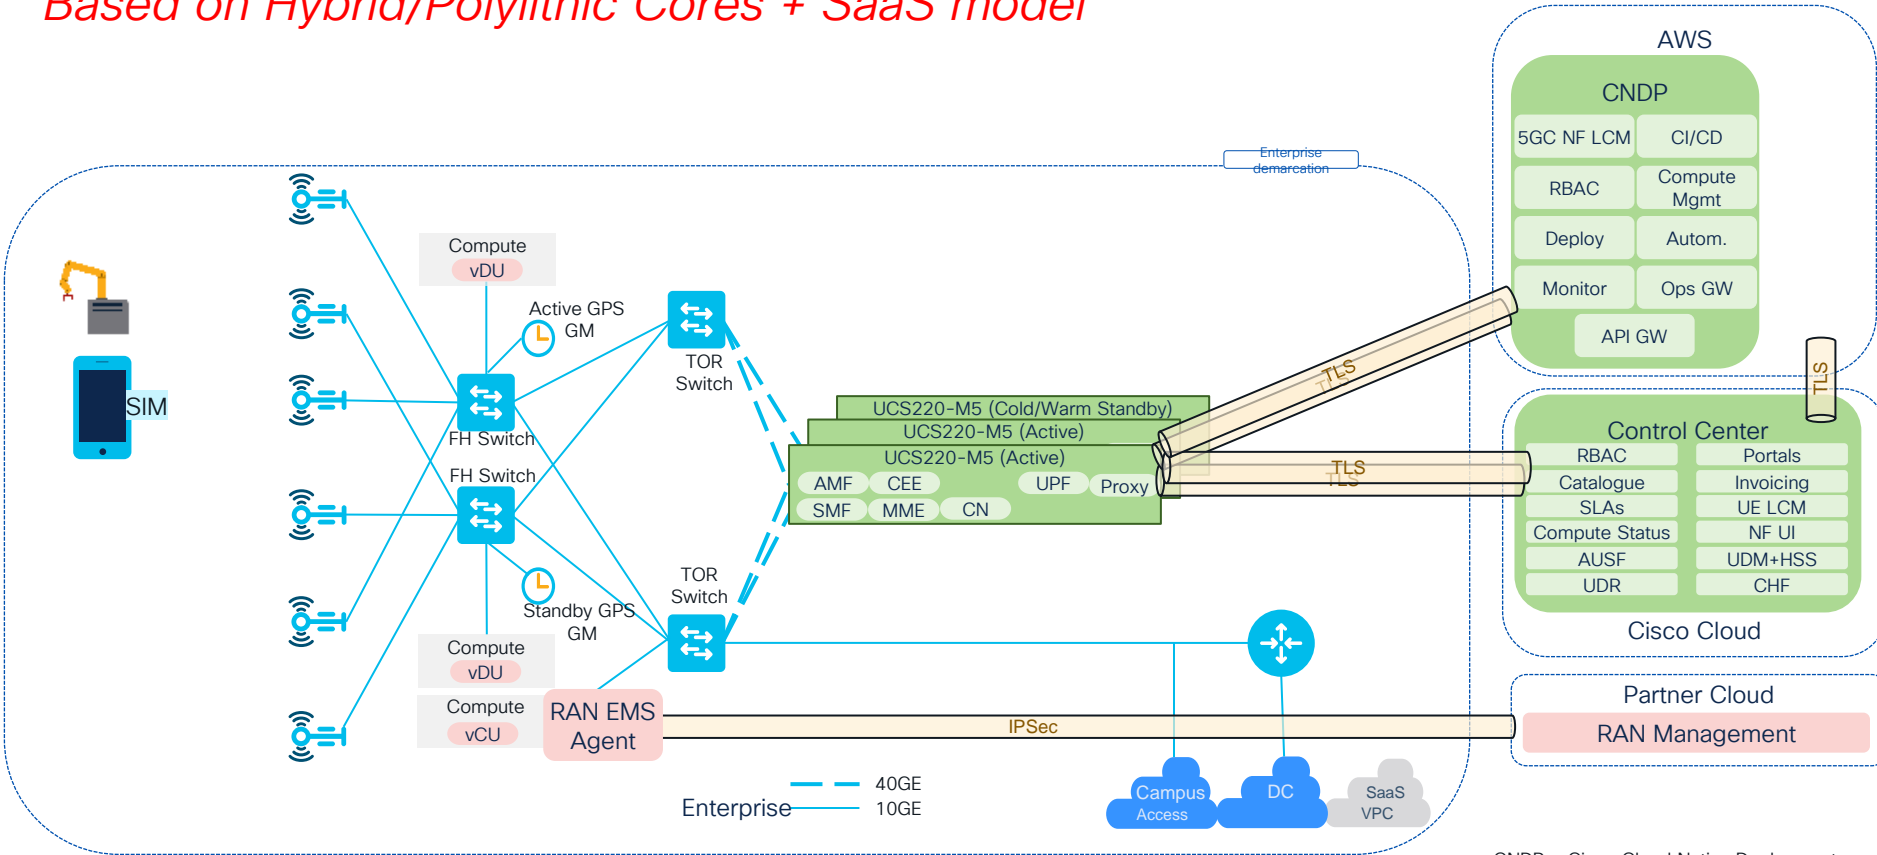 Based on Hybrid/Polylithic Cores + SaaS model
AWS
CNDP
5GC NF LCM
CI/CD
RBAC
Compute
Mgmt
Deploy
Autom.
Monitor
Ops GW
API GW
Enterprise
demarcation
Compute
vDU
Active GPS
GM
TOR
Switch
SIM
FH Switch
FH Switch
UCS220-M5 (Cold/Warm Standby)
UCS220-M5 (Active)
UCS220-M5 (Active)
AMF
CEE
UPF
Proxy
SMF
MME
CN
TLS
TLS
TLS
TLS
TLS
Control Center
RBAC
Portals
Catalogue
Invoicing
SLAs
UE LCM
Compute Status
NF UI
AUSF
UDM+HSS
UDR
CHF
Cisco Cloud
TOR
Switch
Standby GPS
GM
Compute
vDU
Compute
vCU
RAN EMS
Agent
IPSec
Partner Cloud
RAN Management
40GE
Enterprise
10GE
Campus
Access
DC
SaaS
VPC